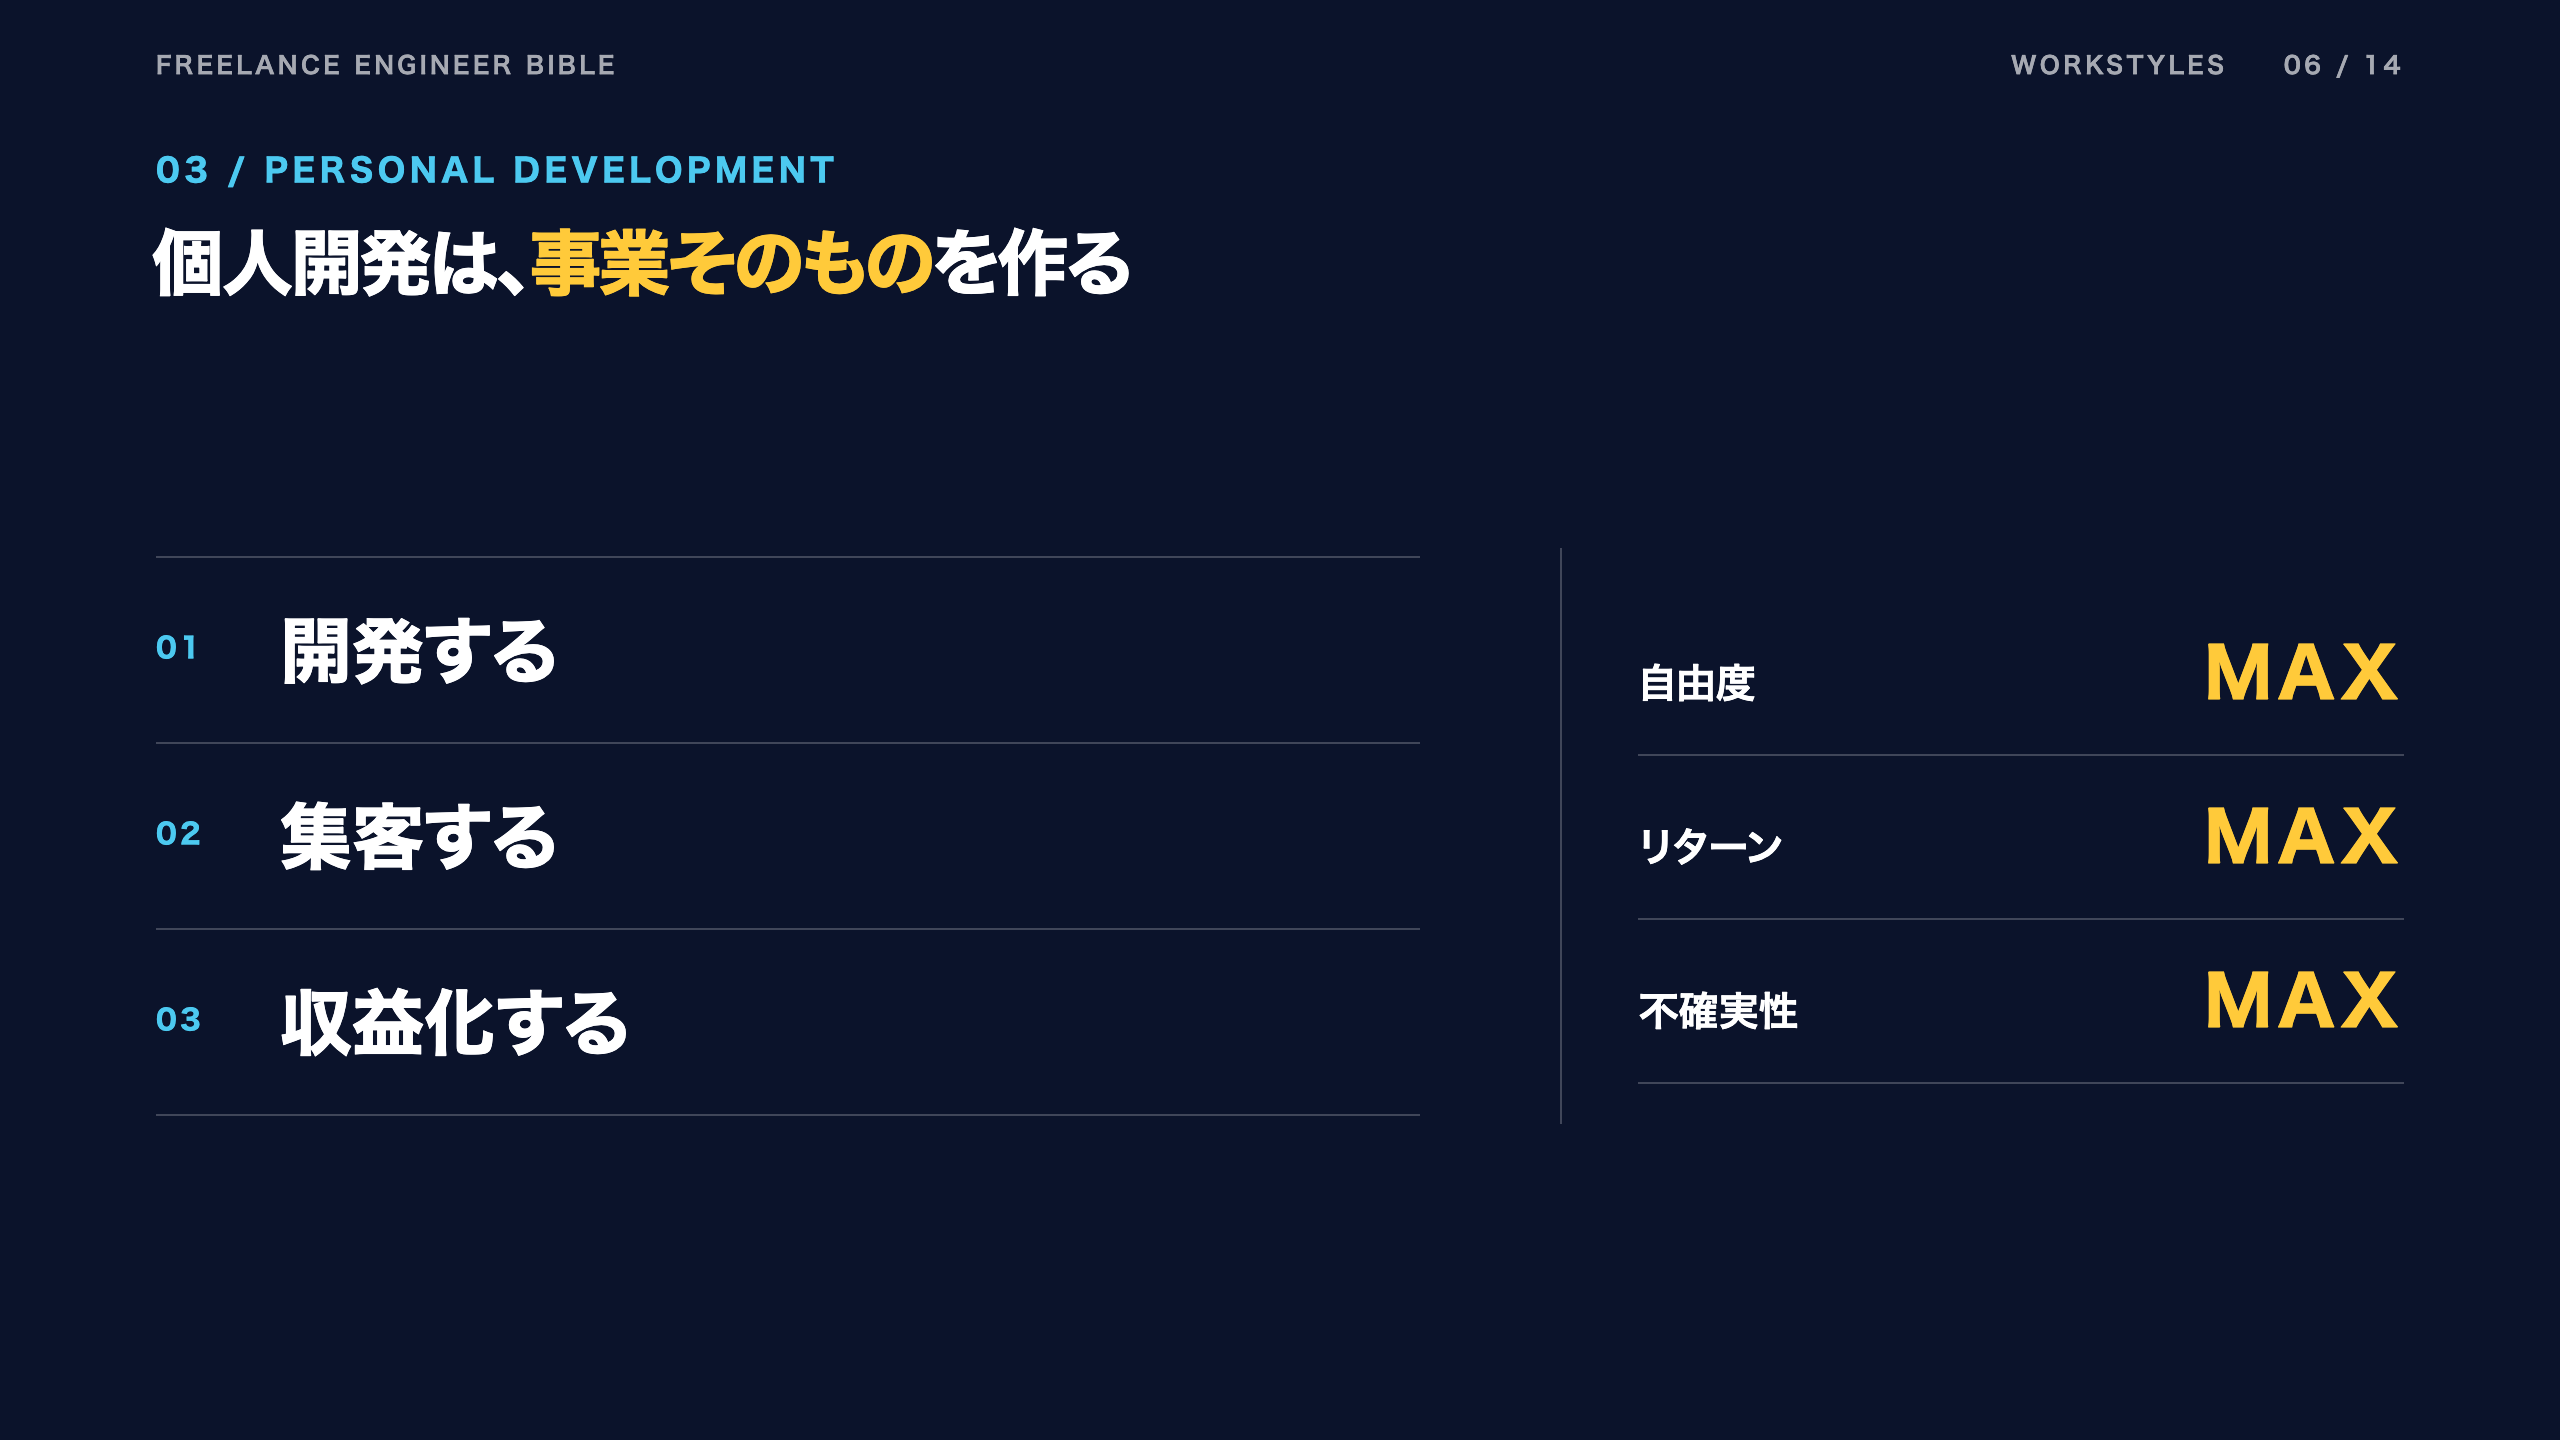 FREELANCE ENGINEER BIBLE
WORKSTYLES 06 / 14
03 / PERSONAL DEVELOPMENT
個人開発は、事業そのものを作る
01 開発する
02 集客する
03 収益化する
自由度 MAX
リターン MAX
不確実性 MAX